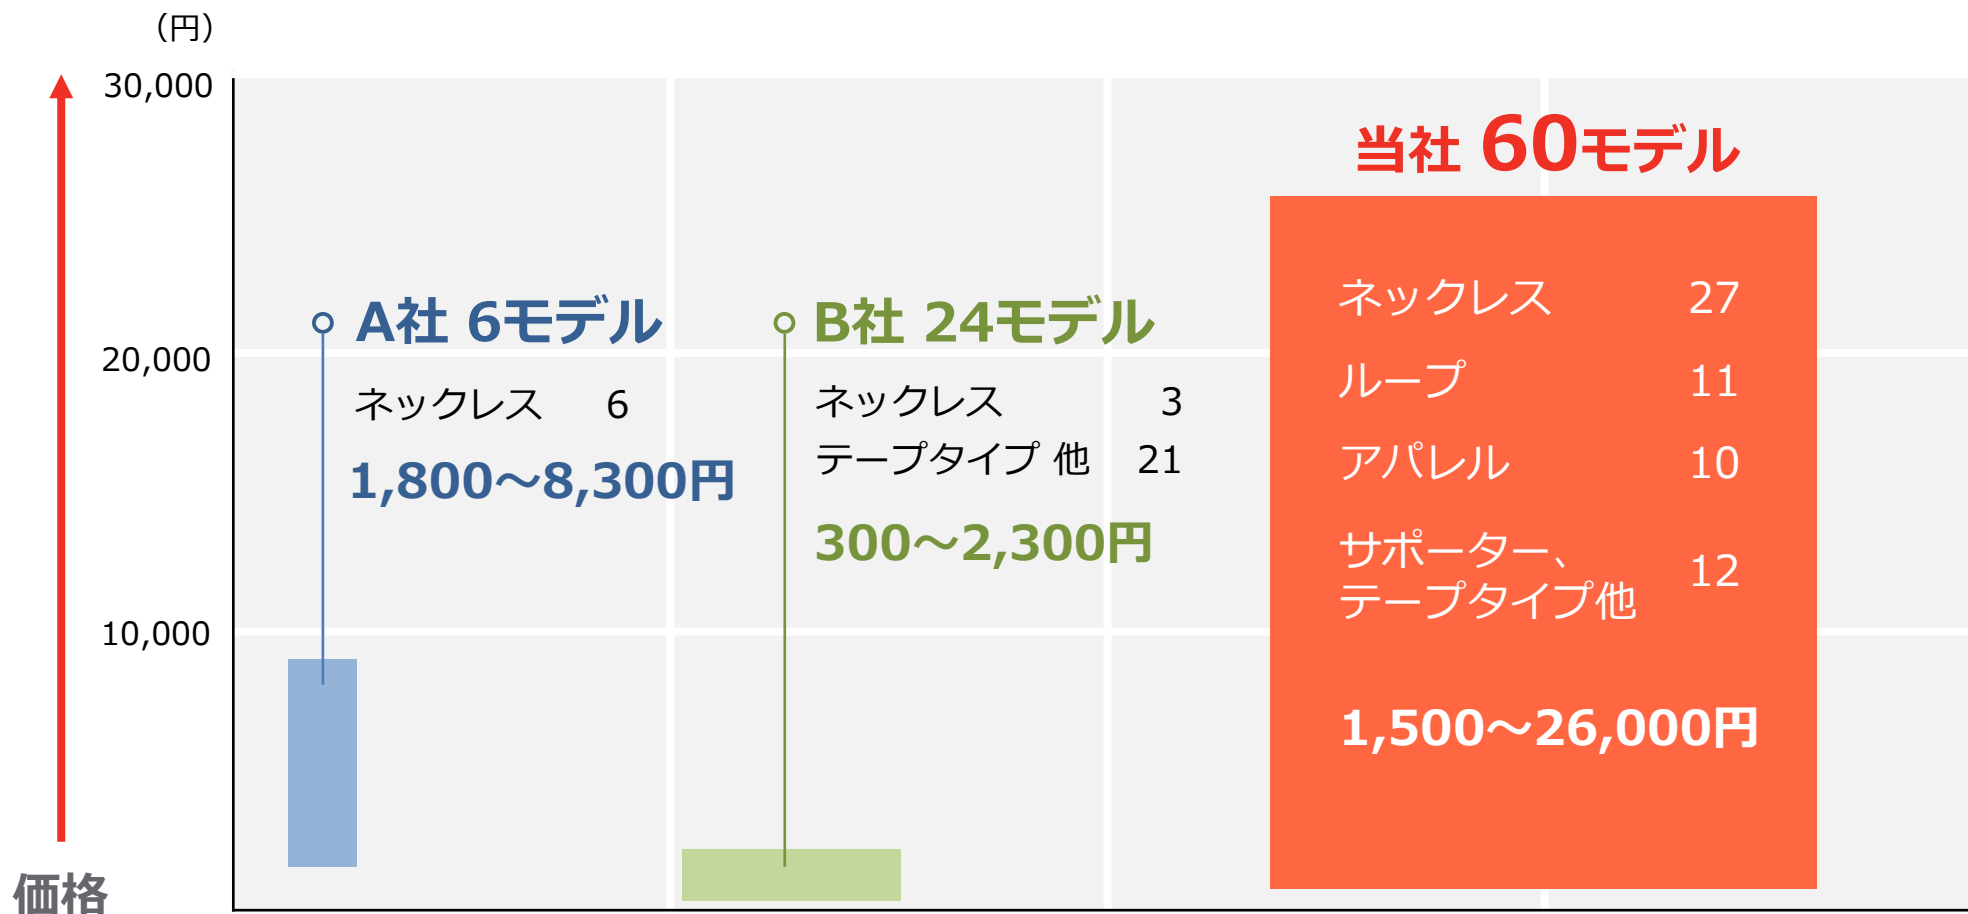 （円）
30,000
20,000
10,000
価格
A社 6モデル
ネックレス 6
1,800～8,300円
B社 24モデル
ネックレス 3
テープタイプ 他 21
300～2,300円
当社 60モデル
ネックレス 27
ループ 11
アパレル 10
サポーター、
テープタイプ他 12
1,500～26,000円